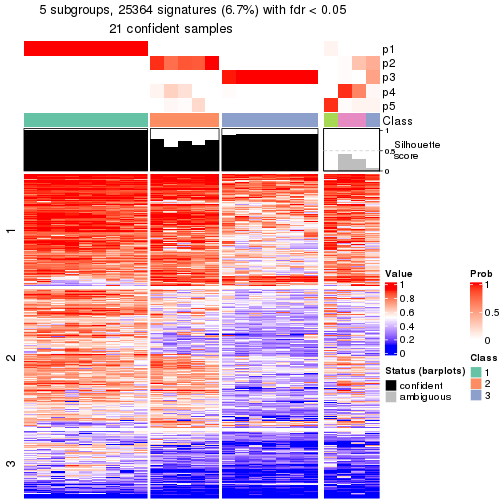 5 subgroups, 25364 signatures (6.7%) with fdr < 0.05
21 confident samples
p1
p2
p3
p4
p5
Class
1
0.5
0
Silhouette
score
1
2
3
Value
1
0.8
0.6
0.4
0.2
0
Prob
1
0.5
0
Status (barplots)
confident
ambiguous
Class
1
2
3